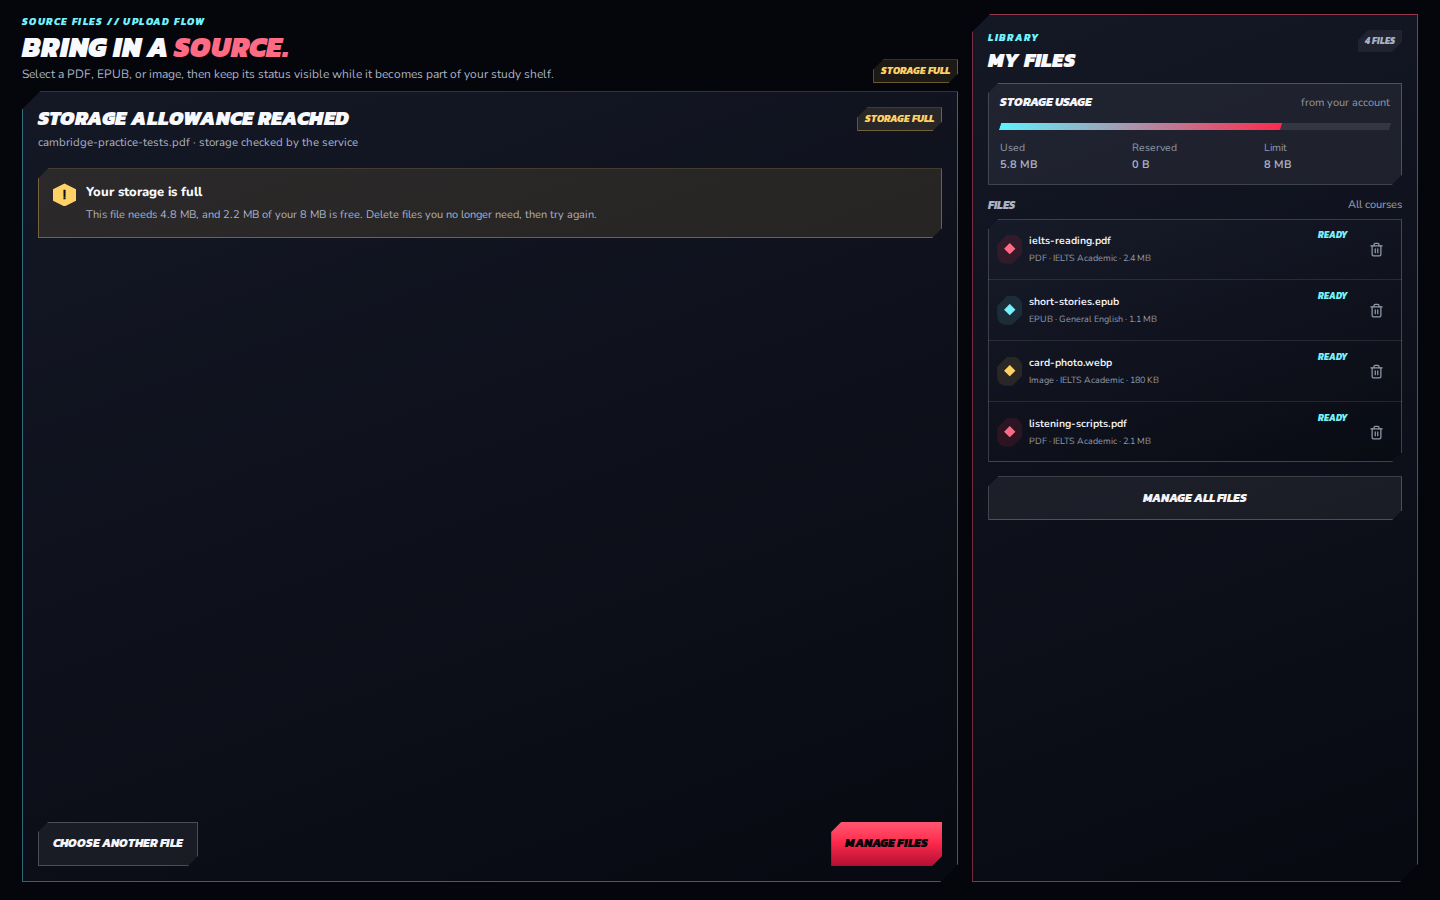 SOURCE FILES // UPLOAD FLOW
BRING IN A SOURCE.
Select a PDF, EPUB, or image, then keep its status visible while it becomes part of your study shelf.
STORAGE FULL
STORAGE ALLOWANCE REACHED
STORAGE FULL
cambridge-practice-tests.pdf · storage checked by the service
!
Your storage is full
This file needs 4.8 MB, and 2.2 MB of your 8 MB is free. Delete files you no longer need, then try again.
CHOOSE ANOTHER FILE
MANAGE FILES
LIBRARY
4 FILES
MY FILES
STORAGE USAGE
from your account
Used
Reserved
Limit
5.8 MB
0 B
8 MB
FILES
All courses
ielts-reading.pdf
READY
PDF · IELTS Academic · 2.4 MB
short-stories.epub
READY
EPUB · General English · 1.1 MB
card-photo.webp
READY
Image · IELTS Academic · 180 KB
listening-scripts.pdf
READY
PDF · IELTS Academic · 2.1 MB
MANAGE ALL FILES